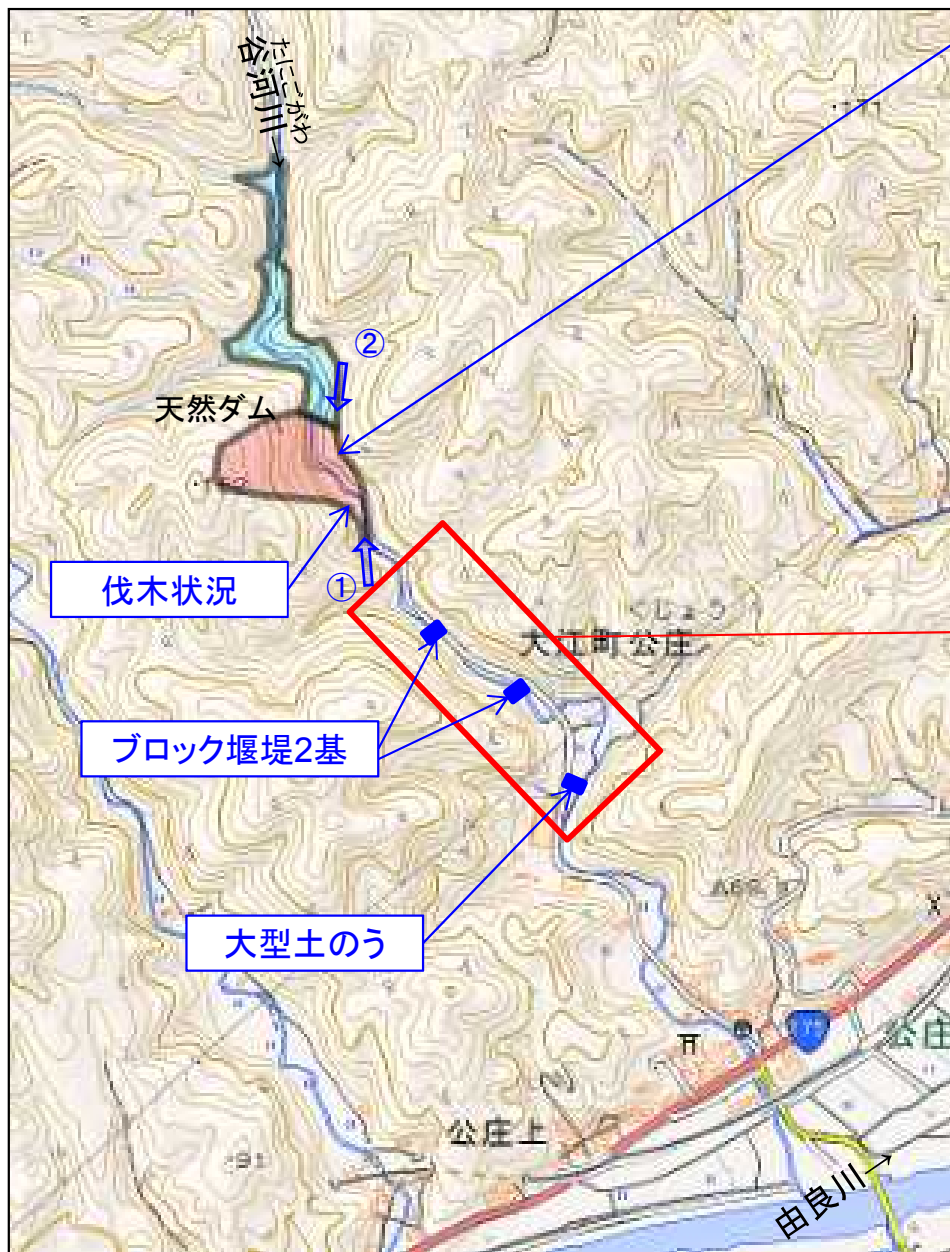 たにごがわ
谷河川→
②
天然ダム
①
伐木状況
くじょう
大江町公庄
ブロック堰堤2基
大型土のう
公庄
公庄上
・91
由良川→